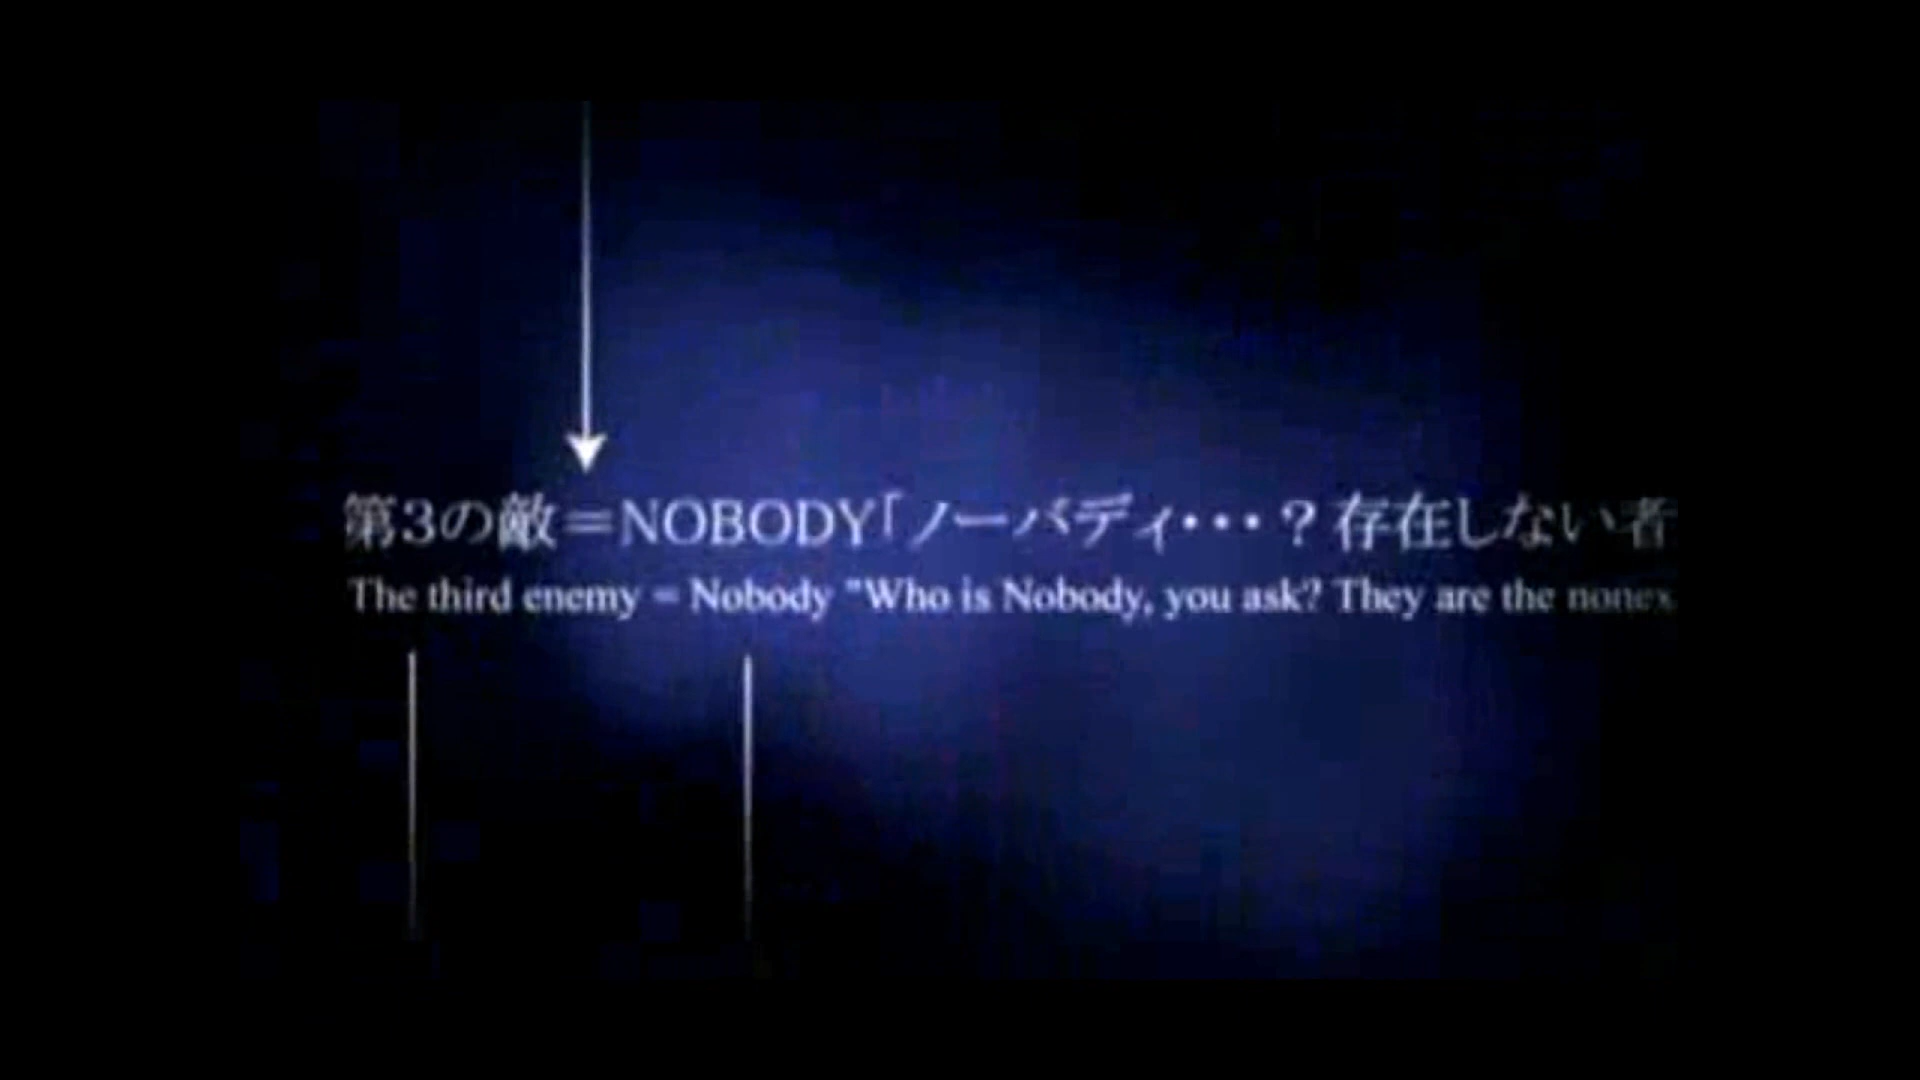 第3の敵=NOBODY「ノーバディ・・・?存在しない者
The third enemy = Nobody "Who is Nobody, you ask? They are the nonex